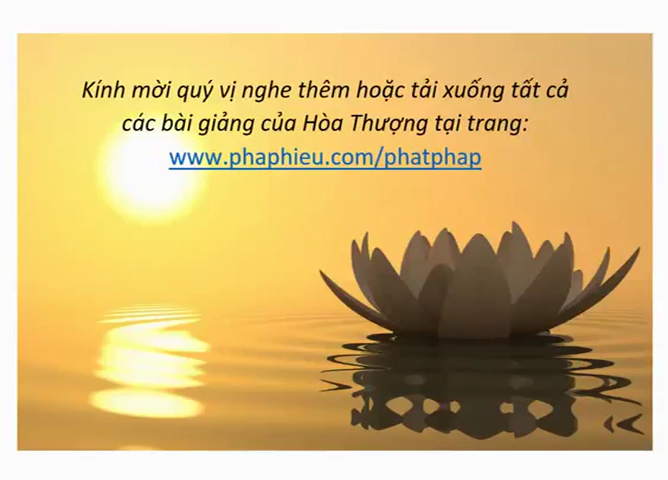 Kính mời quý vị nghe thêm hoặc tải xuống tất cả
các bài giảng của Hòa Thượng tại trang:
www.phaphieu.com/phatphap